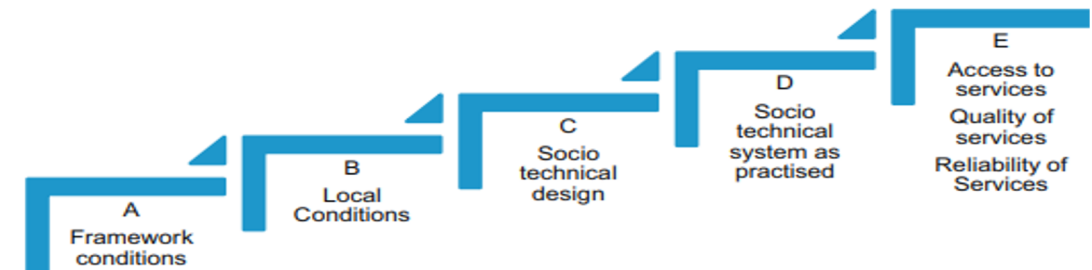 A
Framework
conditions
B
Local
Conditions
C
Socio
technical
design
D
Socio
technical
system as
practised
E
Access to
services
Quality of
services
Reliability of
Services